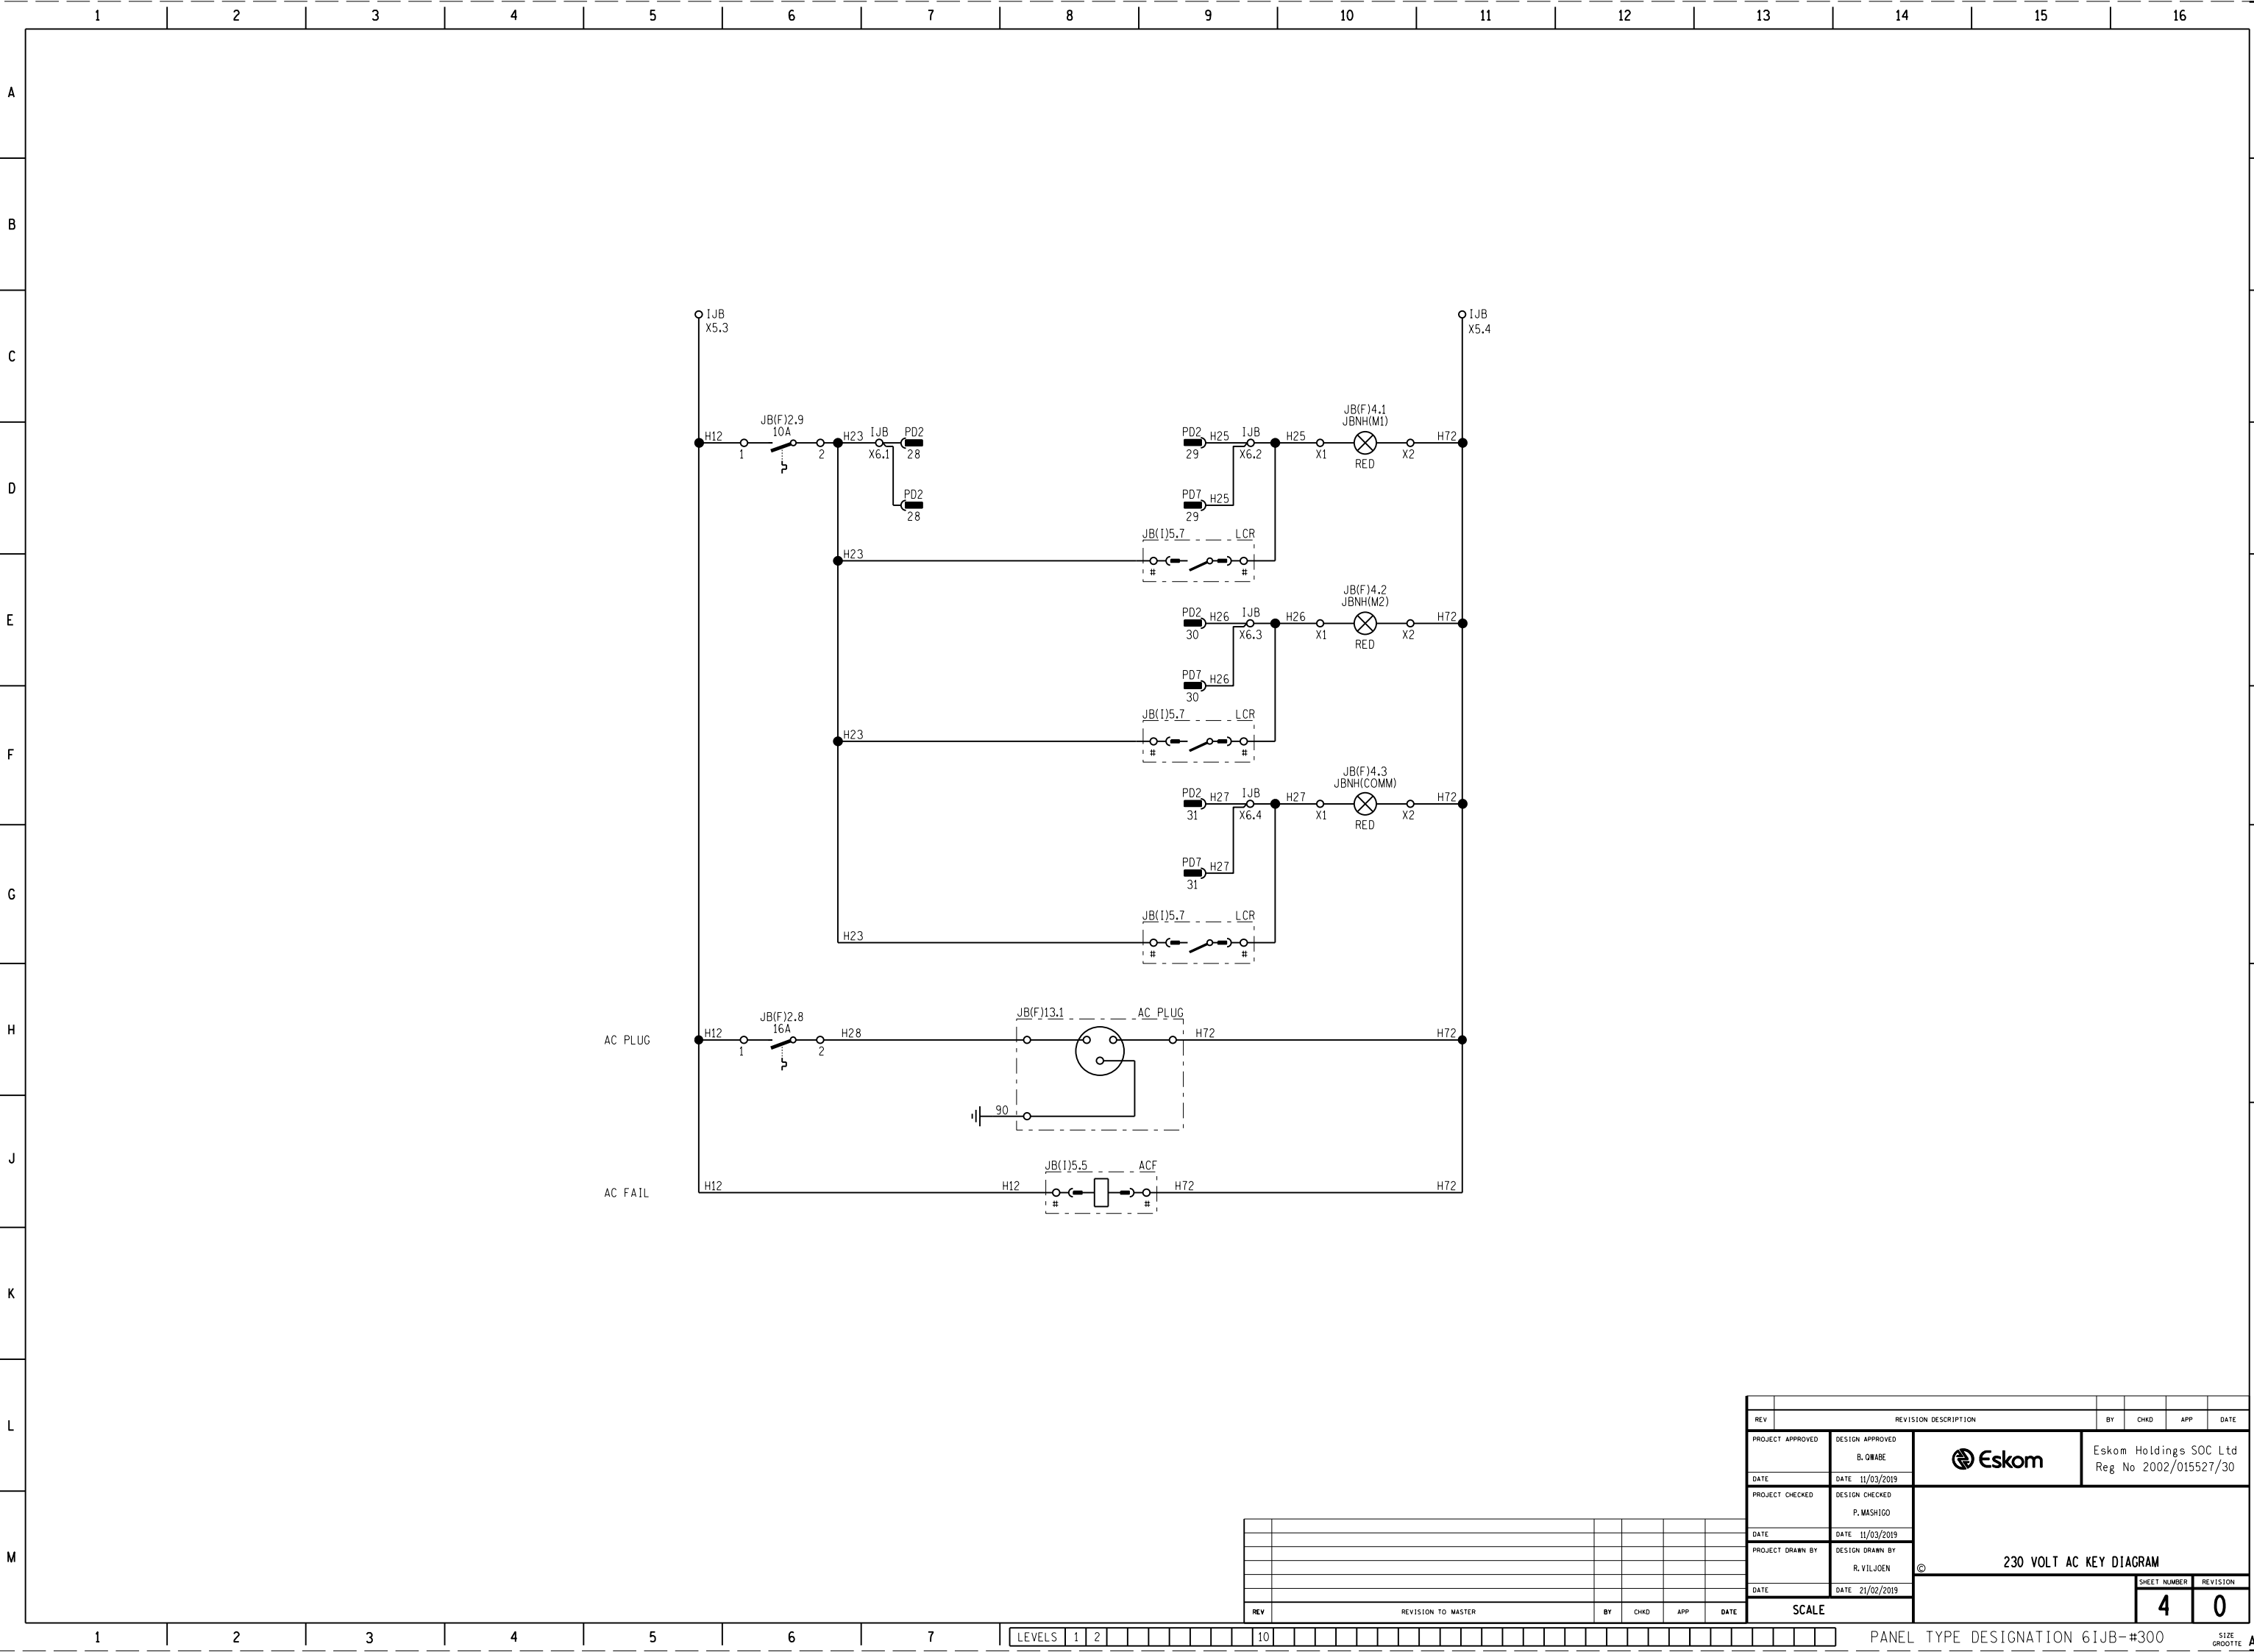 1 2 3 4 5 6 7 8 9 10 11 12 13 14 15 16
A
B
C
D
E
F
G
H
J
K
L
M
IJB
X5.3
IJB
X5.4
JB(F)2.9
10A
H12
1
2
H23
IJB
X6.1
PD2
28
PD2
28
PD2
29
H25
IJB
X6.2
H25
X1
JB(F)4.1
JBNH(M1)
RED
X2
H72
PD7
29
H25
JB(I)5.7 LCR
H23
# #
PD2
30
H26
IJB
X6.3
H26
X1
JB(F)4.2
JBNH(M2)
RED
X2
H72
PD7
30
H26
JB(I)5.7 LCR
H23
# #
PD2
31
H27
IJB
X6.4
H27
X1
JB(F)4.3
JBNH(COMM)
RED
X2
H72
PD7
31
H27
JB(I)5.7 LCR
H23
# #
AC PLUG
H12
1
JB(F)2.8
16A
2
H28
JB(F)13.1 AC PLUG
H72
H72
90
AC FAIL
H12
H12
JB(I)5.5 ACF
# #
H72
H72
REV REVISION DESCRIPTION BY CHKD APP DATE
PROJECT APPROVED
DATE
DESIGN APPROVED
B. QWABE
DATE 11/03/2019
Eskom
Eskom Holdings SOC Ltd
Reg No 2002/015527/30
PROJECT CHECKED
DATE
DESIGN CHECKED
P. MASHIGO
DATE 11/03/2019
PROJECT DRAWN BY
DATE
DESIGN DRAWN BY
R. VILJOEN
DATE 21/02/2019
©
230 VOLT AC KEY DIAGRAM
SCALE
SHEET NUMBER
4
REVISION
0
REV REVISION TO MASTER BY CHKD APP DATE
1 2 3 4 5 6 7
LEVELS 1 2 10
PANEL TYPE DESIGNATION 6IJB-#300
SIZE
GROOTTE